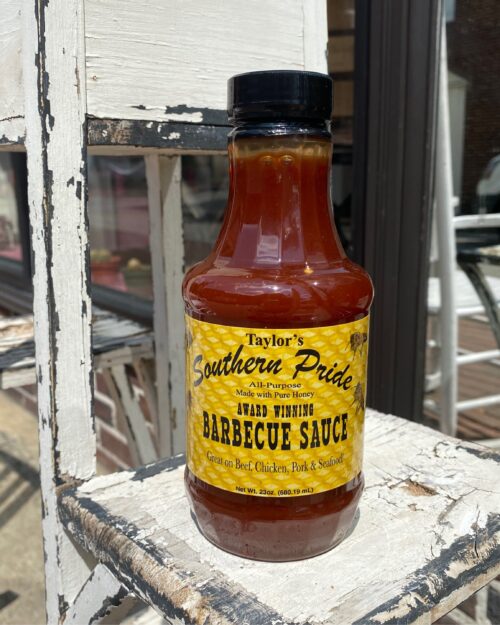 Taylor's
Southern Pride
All-Purpose
Made with Pure Honey
AWARD WINNING
BARBECUE SAUCE
Great on Beef, Chicken, Pork & Seafood!
Net Wt. 23oz. (680.19 mL)